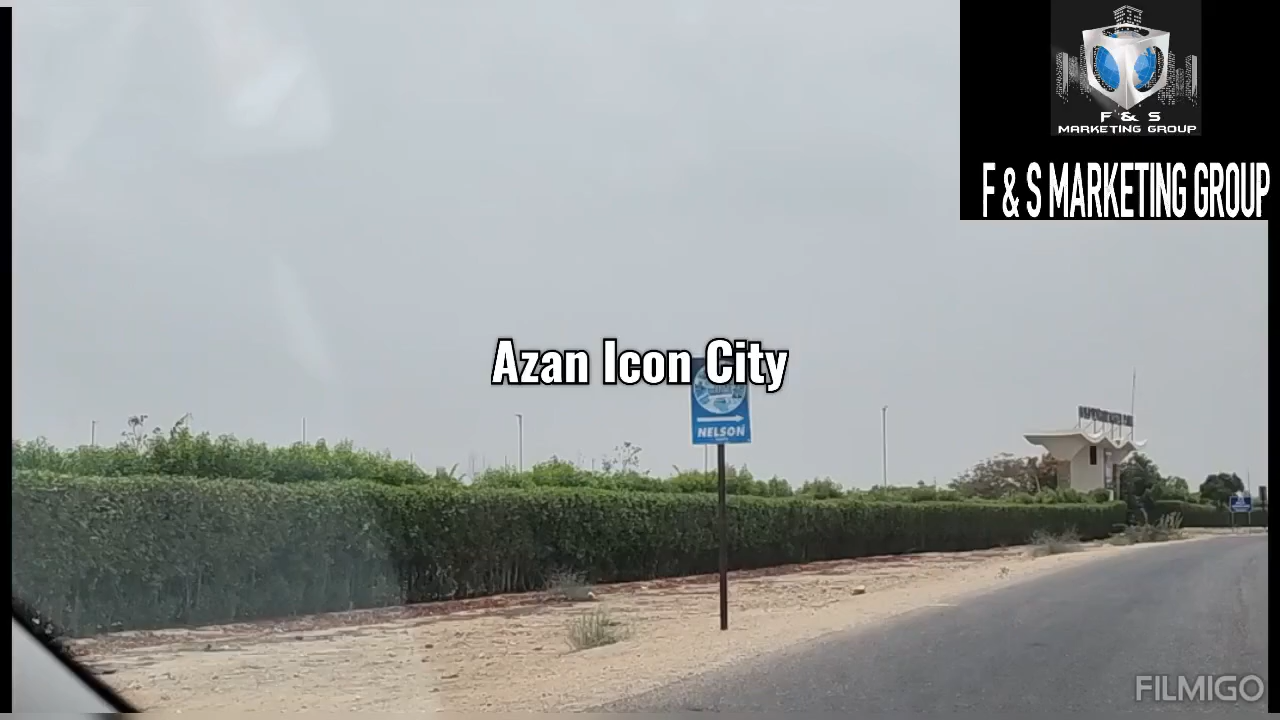 F & S
MARKETING GROUP
F & S MARKETING GROUP
Azan Icon City
NELSON
FILMIGO